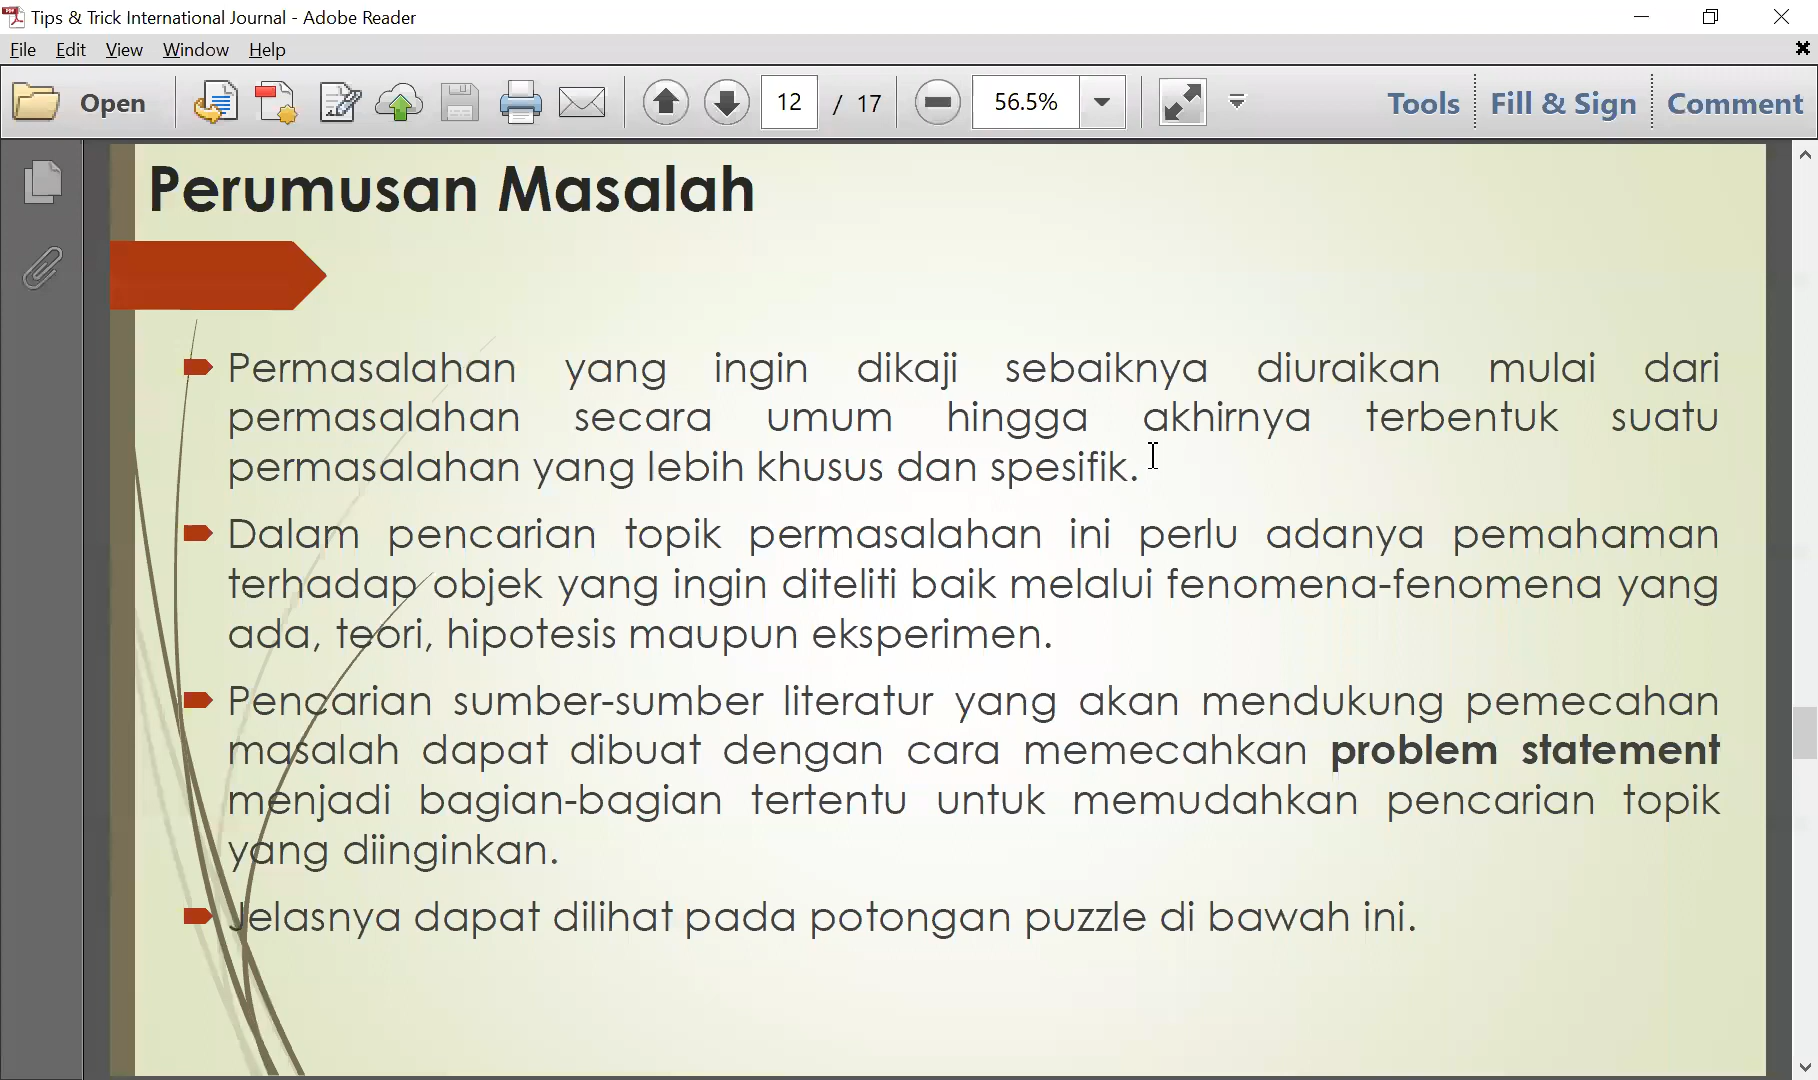 Tips & Trick International Journal - Adobe Reader
File Edit View Window Help
Open 12 / 17 56.5% Tools Fill & Sign Comment
Perumusan Masalah
Permasalahan yang ingin dikaji sebaiknya diuraikan mulai dari
permasalahan secara umum hingga akhirnya terbentuk suatu
permasalahan yang lebih khusus dan spesifik.
Dalam pencarian topik permasalahan ini perlu adanya pemahaman
terhadap objek yang ingin diteliti baik melalui fenomena-fenomena yang
ada, teori, hipotesis maupun eksperimen.
Pencarian sumber-sumber literatur yang akan mendukung pemecahan
masalah dapat dibuat dengan cara memecahkan problem statement
menjadi bagian-bagian tertentu untuk memudahkan pencarian topik
yang diinginkan.
Jelasnya dapat dilihat pada potongan puzzle di bawah ini.